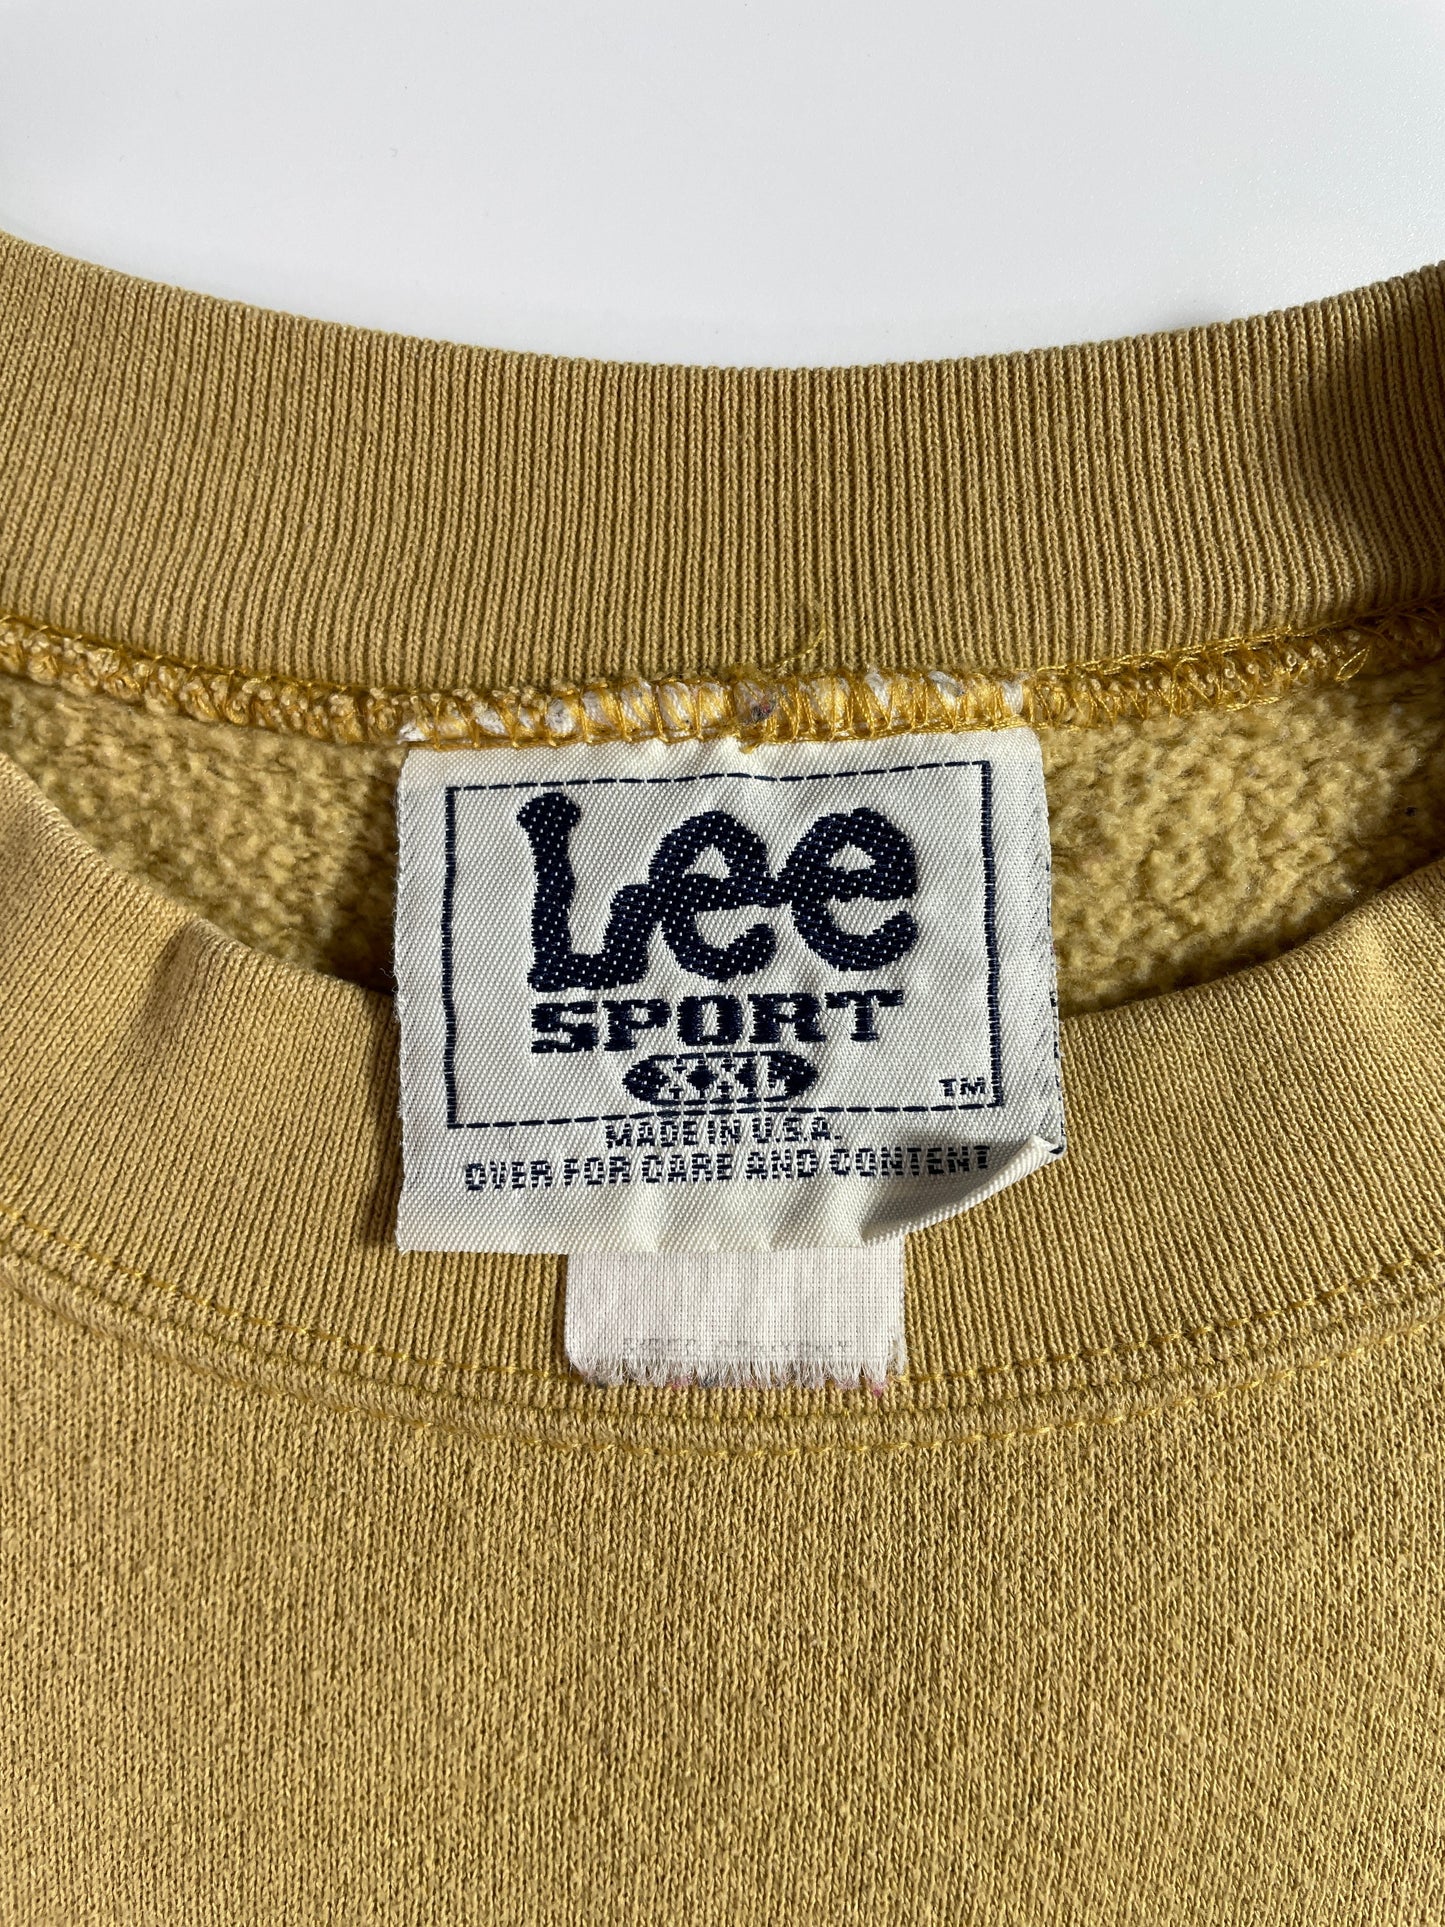 Lee
SPORT
XXL
TM
MADE IN U.S.A.
OVER FOR CARE AND CONTENT